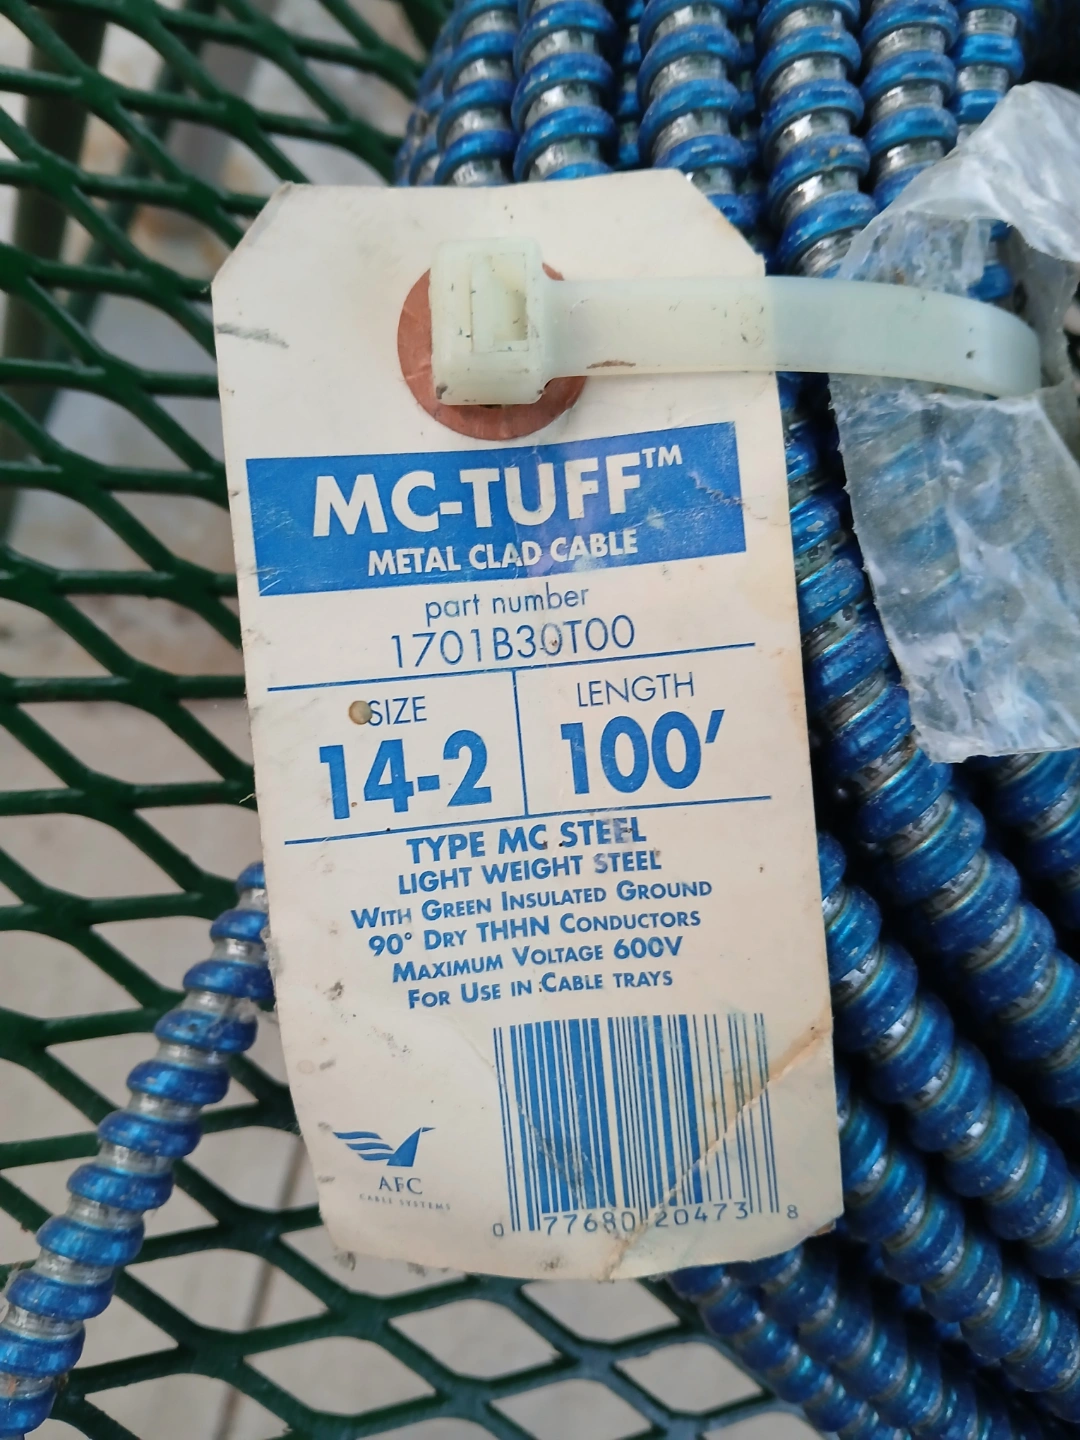 MC-TUFF™
METAL CLAD CABLE
part number
1701B30T00
SIZE
14-2
LENGTH
100'
TYPE MC STEEL
LIGHT WEIGHT STEEL
WITH GREEN INSULATED GROUND
90° DRY THHN CONDUCTORS
MAXIMUM VOLTAGE 600V
FOR USE IN CABLE TRAYS
AFC
CABLE SYSTEMS
0 77680 20473 8